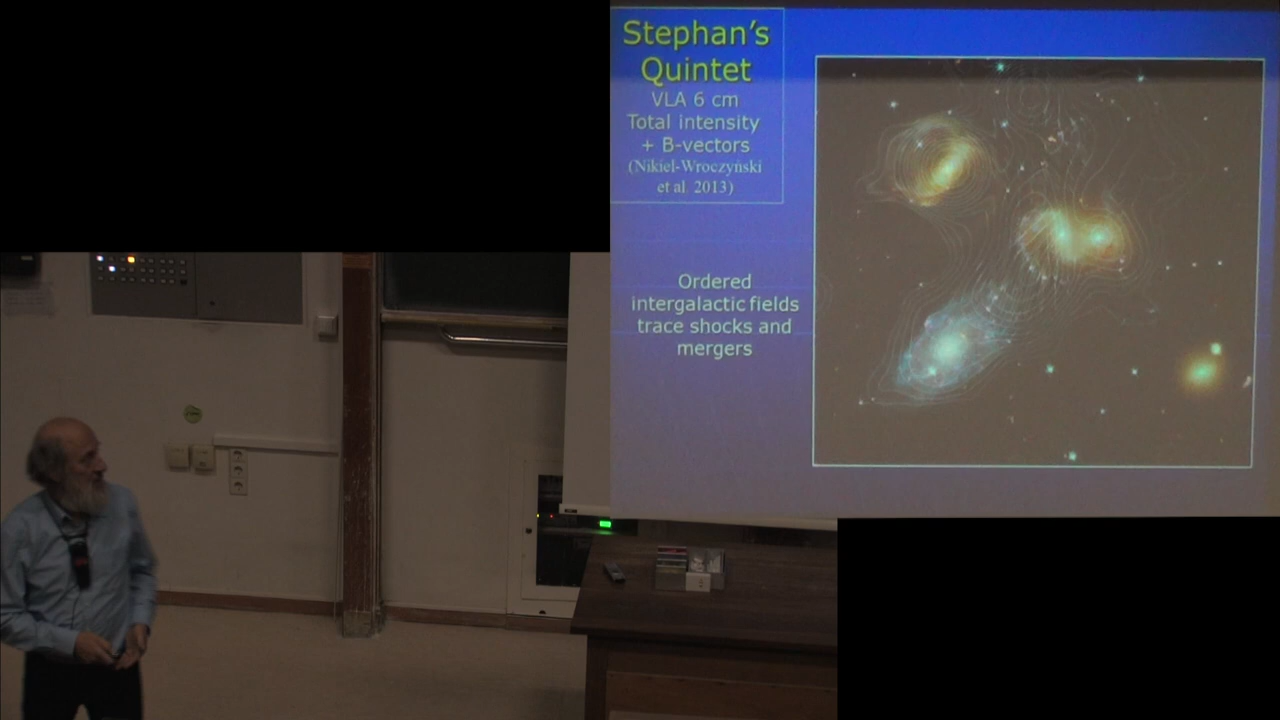 Stephan's
Quintet
VLA 6 cm
Total intensity
+ B-vectors
(Nikiel-Wroczyński
et al. 2013)
Ordered
intergalactic fields
trace shocks and
mergers